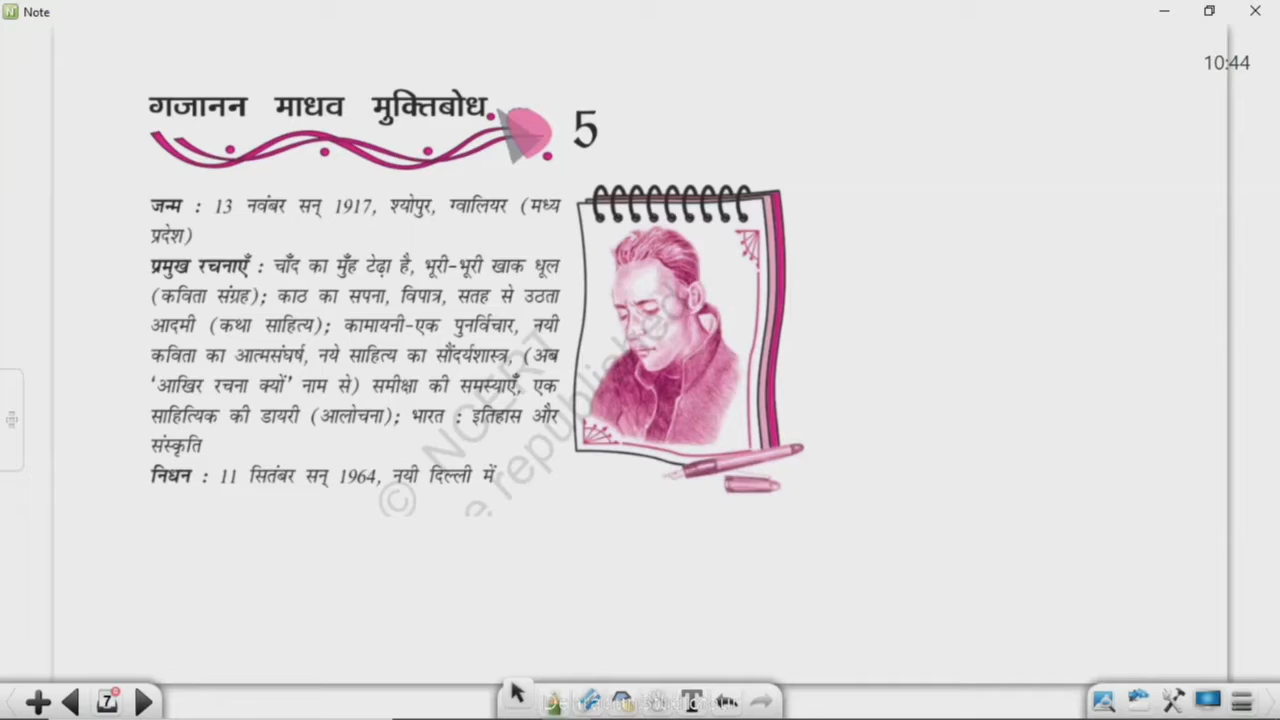 Note
10:44
गजानन माधव मुक्तिबोध
5
जन्म : 13 नवंबर सन् 1917, श्योपुर, ग्वालियर (मध्य
प्रदेश)
प्रमुख रचनाएँ : चाँद का मुँह टेढ़ा है, भूरी-भूरी खाक धूल
(कविता संग्रह); काठ का सपना, विपात्र, सतह से उठता
आदमी (कथा साहित्य); कामायनी-एक पुनर्विचार, नयी
कविता का आत्मसंघर्ष, नये साहित्य का सौंदर्यशास्त्र, (अब
‘आखिर रचना क्यों’ नाम से) समीक्षा की समस्याएँ, एक
साहित्यिक की डायरी (आलोचना); भारत : इतिहास और
संस्कृति
निधन : 11 सितंबर सन् 1964, नयी दिल्ली में
© NCERT
e republished
7